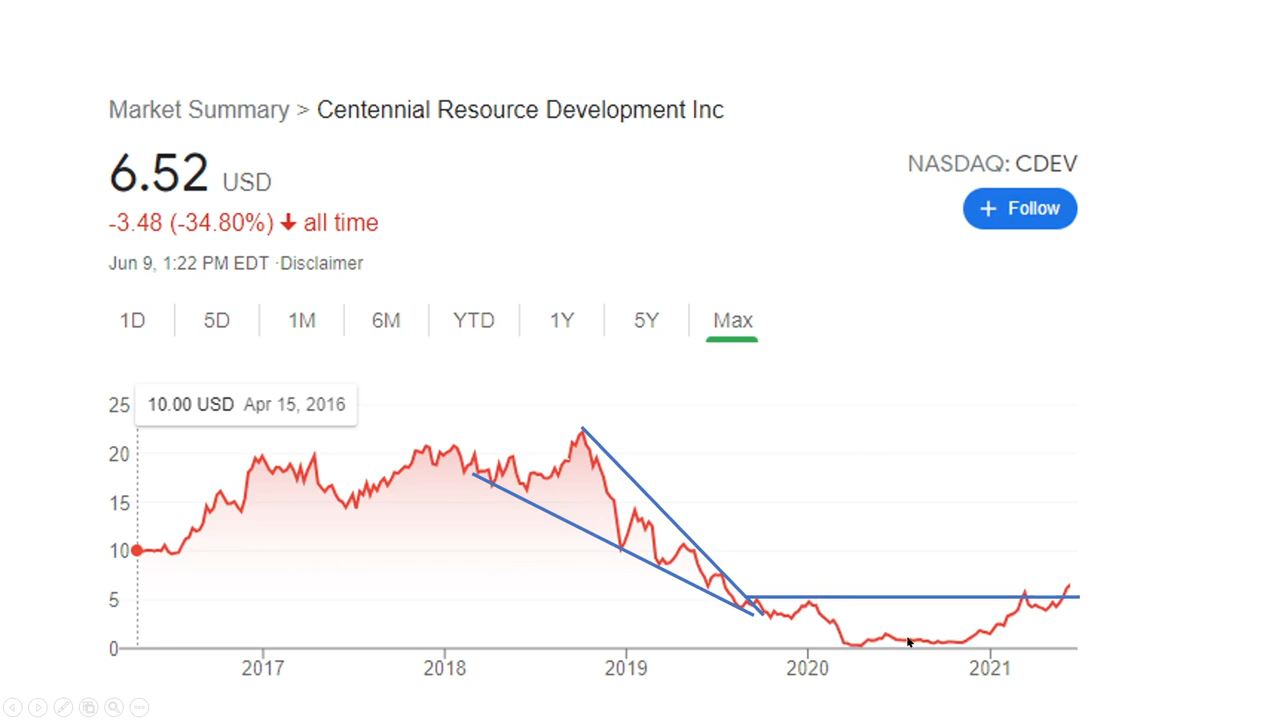 Market Summary > Centennial Resource Development Inc
6.52 USD
NASDAQ: CDEV
+ Follow
-3.48 (-34.80%) ↓ all time
Jun 9, 1:22 PM EDT ·Disclaimer
1D 5D 1M 6M YTD 1Y 5Y Max
10.00 USD Apr 15, 2016
25
20
15
10
5
0
2017 2018 2019 2020 2021